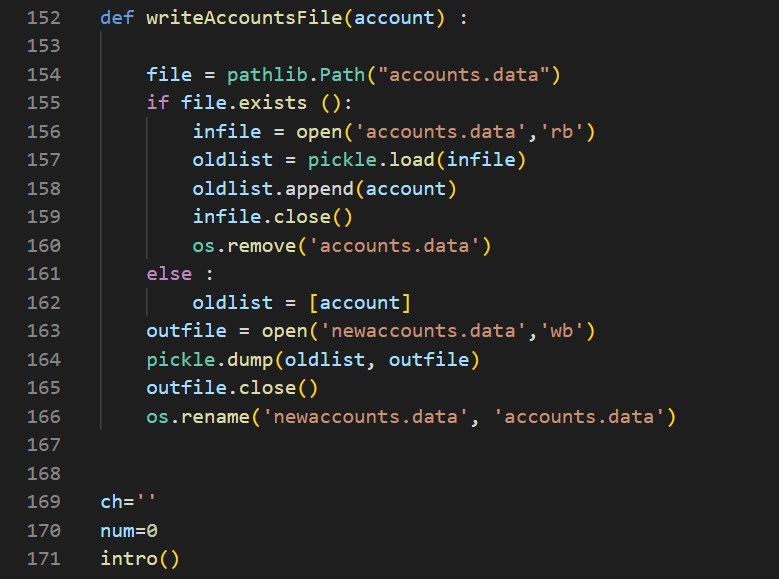 152 def writeAccountsFile(account) :
153
154     file = pathlib.Path("accounts.data")
155     if file.exists ():
156         infile = open('accounts.data','rb')
157         oldlist = pickle.load(infile)
158         oldlist.append(account)
159         infile.close()
160         os.remove('accounts.data')
161     else :
162         oldlist = [account]
163     outfile = open('newaccounts.data','wb')
164     pickle.dump(oldlist, outfile)
165     outfile.close()
166     os.rename('newaccounts.data', 'accounts.data')
167
168
169 ch=''
170 num=0
171 intro()